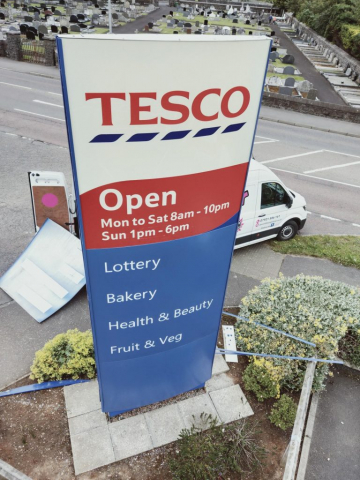 TESCO
Open
Mon to Sat 8am - 10pm
Sun 1pm - 6pm
Lottery
Bakery
Health & Beauty
Fruit & Veg